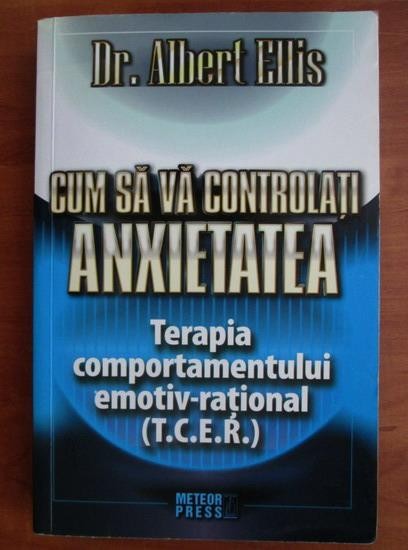 Dr. Albert Ellis
CUM SĂ VĂ CONTROLAȚI
ANXIETATEA
Terapia
comportamentului
emotiv-rațional
(T.C.E.R.)
METEOR
PRESS